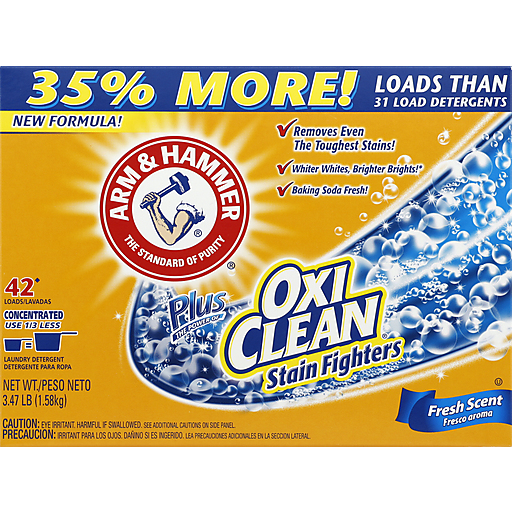 35% MORE!
LOADS THAN
31 LOAD DETERGENTS
NEW FORMULA!
Removes Even
The Toughest Stains!
Whiter Whites, Brighter Brights!*
Baking Soda Fresh!
ARM & HAMMER
®
THE STANDARD OF PURITY
®
42*
LOADS/LAVADAS
CONCENTRATED
USE 1/3 LESS
LAUNDRY DETERGENT
DETERGENTE PARA ROPA
NET WT./PESO NETO
3.47 LB (1.58kg)
Plus
THE POWER OF
OXI
CLEAN®
Stain Fighters
U
Fresh Scent
Fresco aroma
CAUTION: EYE IRRITANT. HARMFUL IF SWALLOWED. SEE ADDITIONAL CAUTIONS ON SIDE PANEL.
PRECAUCION: IRRITANT PARA LOS OJOS. DAÑINO SI ES INGERIDO. LEA PRECAUCIONES ADICIONALES EN LA SECCION LATERAL.